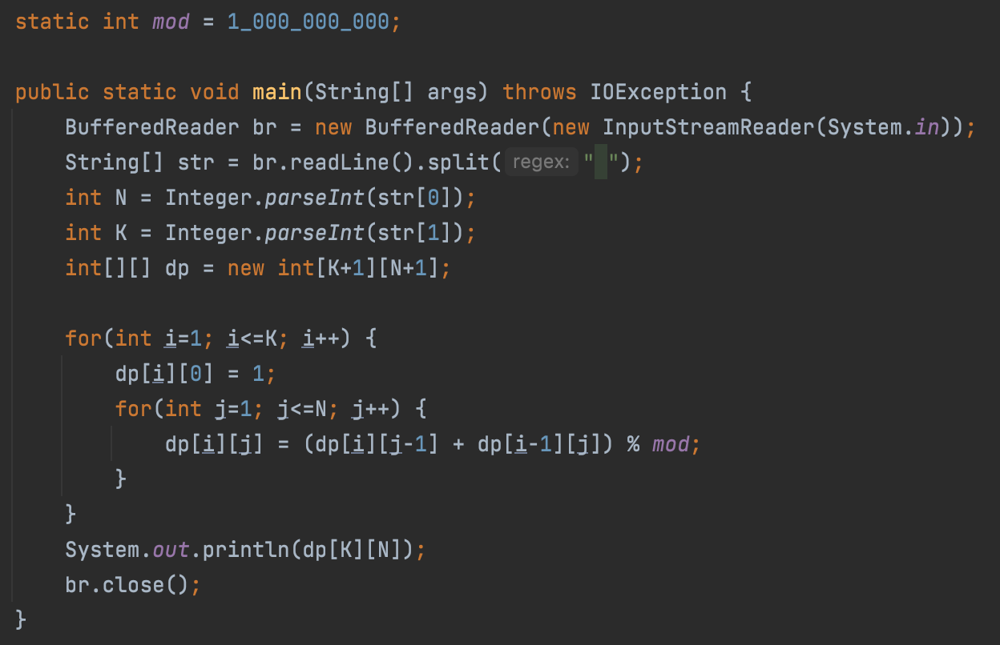 static int mod = 1_000_000_000;
public static void main(String[] args) throws IOException {
BufferedReader br = new BufferedReader(new InputStreamReader(System.in));
String[] str = br.readLine().split( regex: " ");
int N = Integer.parseInt(str[0]);
int K = Integer.parseInt(str[1]);
int[][] dp = new int[K+1][N+1];
for(int i=1; i<=K; i++) {
dp[i][0] = 1;
for(int j=1; j<=N; j++) {
dp[i][j] = (dp[i][j-1] + dp[i-1][j]) % mod;
}
}
System.out.println(dp[K][N]);
br.close();
}